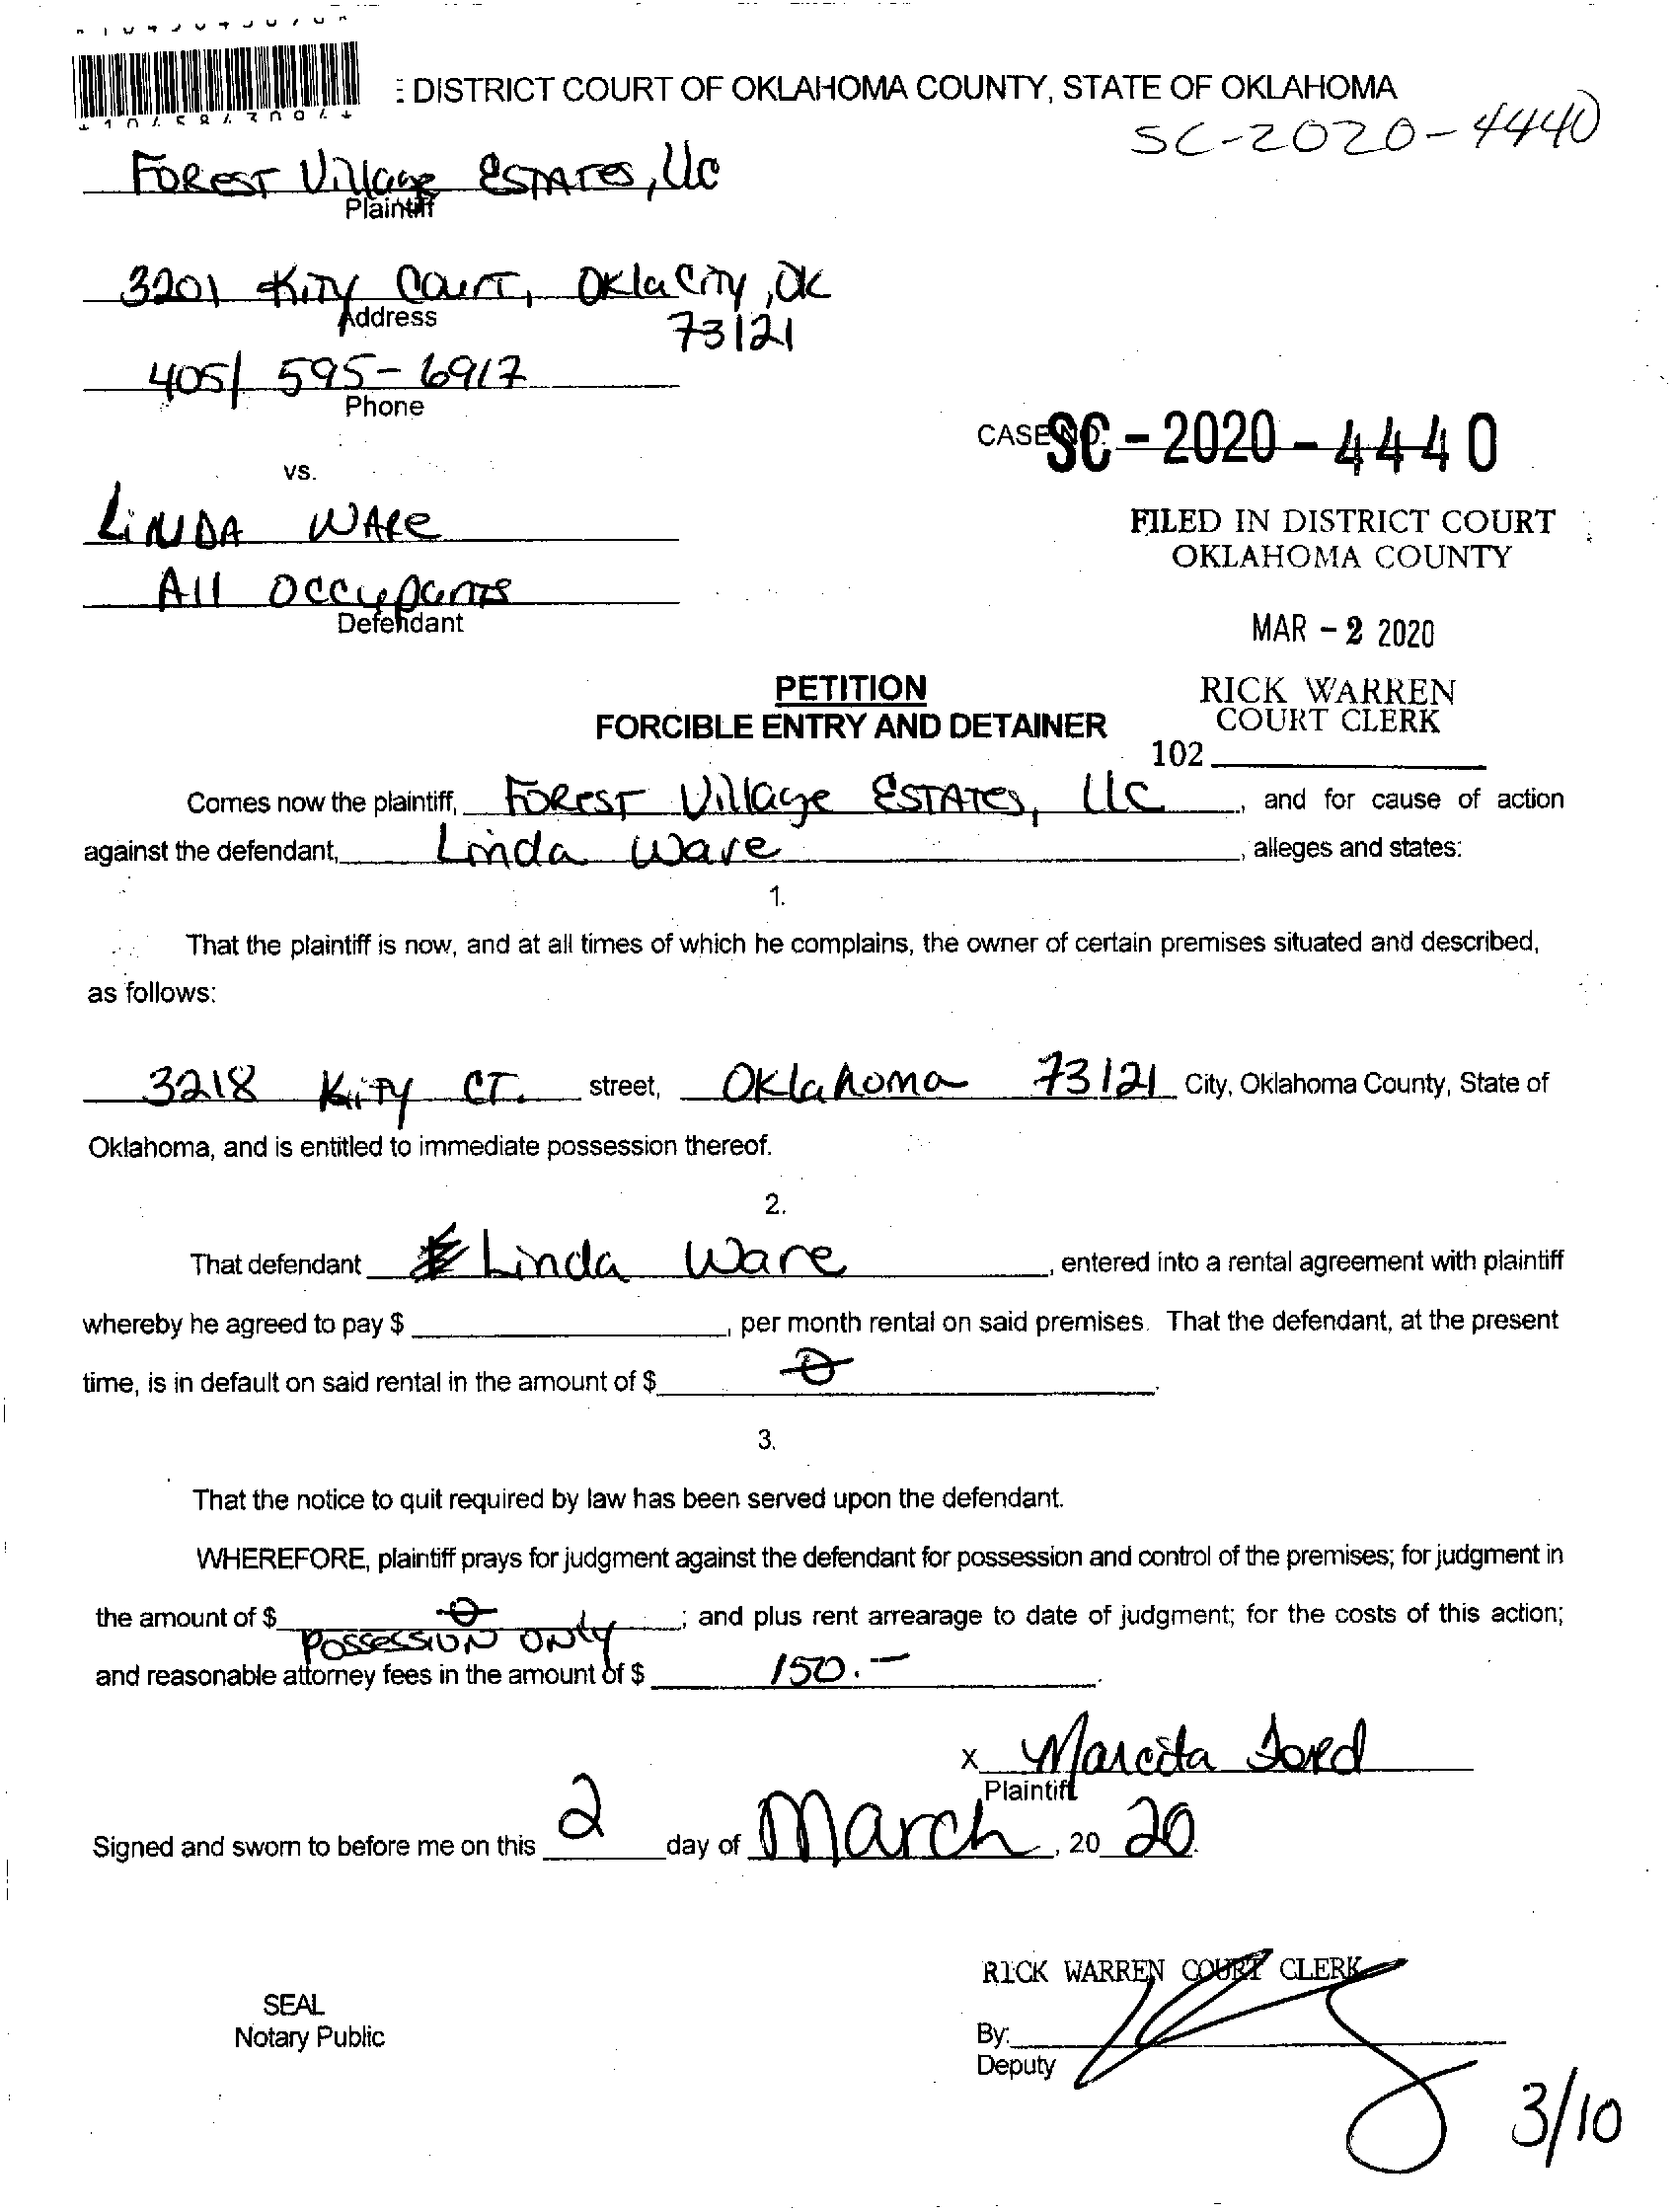 : DISTRICT COURT OF OKLAHOMA COUNTY, STATE OF OKLAHOMA
SC-2020-4440
FOREST Village ESTATES, LLC
Plaintiff
3201 Kity Court, Okla City, OK
Address
73121
405/ 595-6917
Phone
CASE NO. SC-2020-4440
vs.
LINDA WARE
FILED IN DISTRICT COURT
OKLAHOMA COUNTY
All Occupants
Defendant
MAR - 2 2020
PETITION
RICK WARREN
COURT CLERK
FORCIBLE ENTRY AND DETAINER
102
Comes now the plaintiff, FOREST Village ESTATES, LLC, and for cause of action
against the defendant, Linda Ware, alleges and states:
1.
That the plaintiff is now, and at all times of which he complains, the owner of certain premises situated and described,
as follows:
3218 Kity CT. street, Oklahoma 73121 City, Oklahoma County, State of
Oklahoma, and is entitled to immediate possession thereof.
2.
That defendant Linda Ware, entered into a rental agreement with plaintiff
whereby he agreed to pay $, per month rental on said premises. That the defendant, at the present
time, is in default on said rental in the amount of $ 0.
3.
That the notice to quit required by law has been served upon the defendant.
WHEREFORE, plaintiff prays for judgment against the defendant for possession and control of the premises; for judgment in
the amount of $ 0; and plus rent arrearage to date of judgment; for the costs of this action;
POSSESSION ONLY
and reasonable attorney fees in the amount of $ 150.-.
x Marcita Ford
Plaintiff
Signed and sworn to before me on this 2 day of March, 20 20.
RICK WARREN COURT CLERK
SEAL
Notary Public
By:
Deputy
3/10